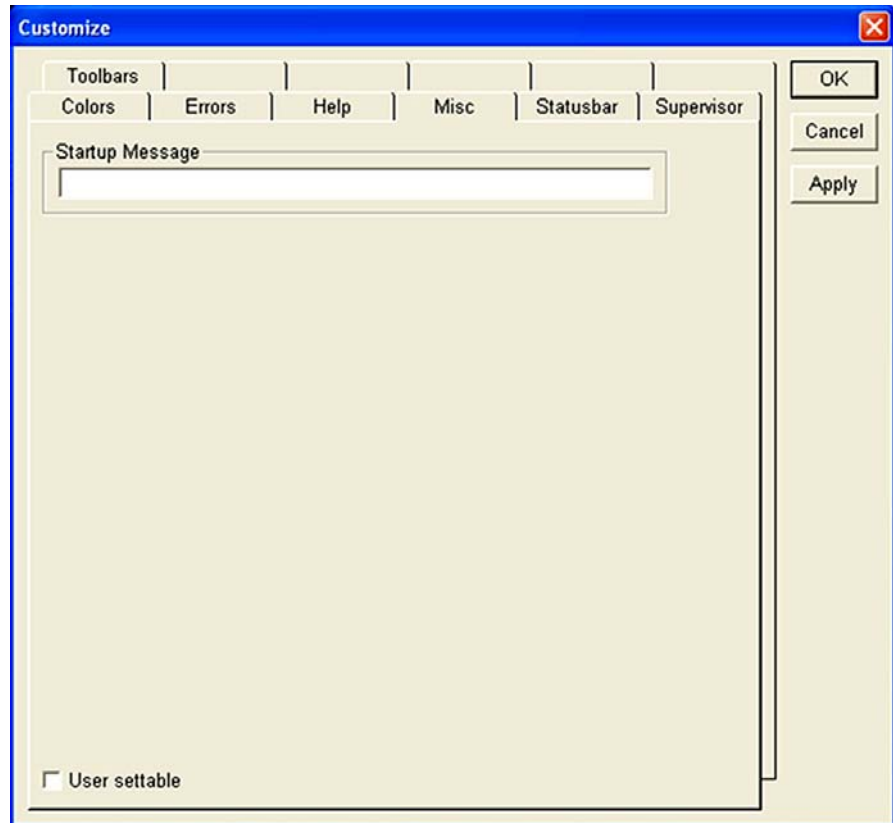 Customize
Toolbars
Colors Errors Help Misc Statusbar Supervisor
Startup Message
User settable
OK
Cancel
Apply